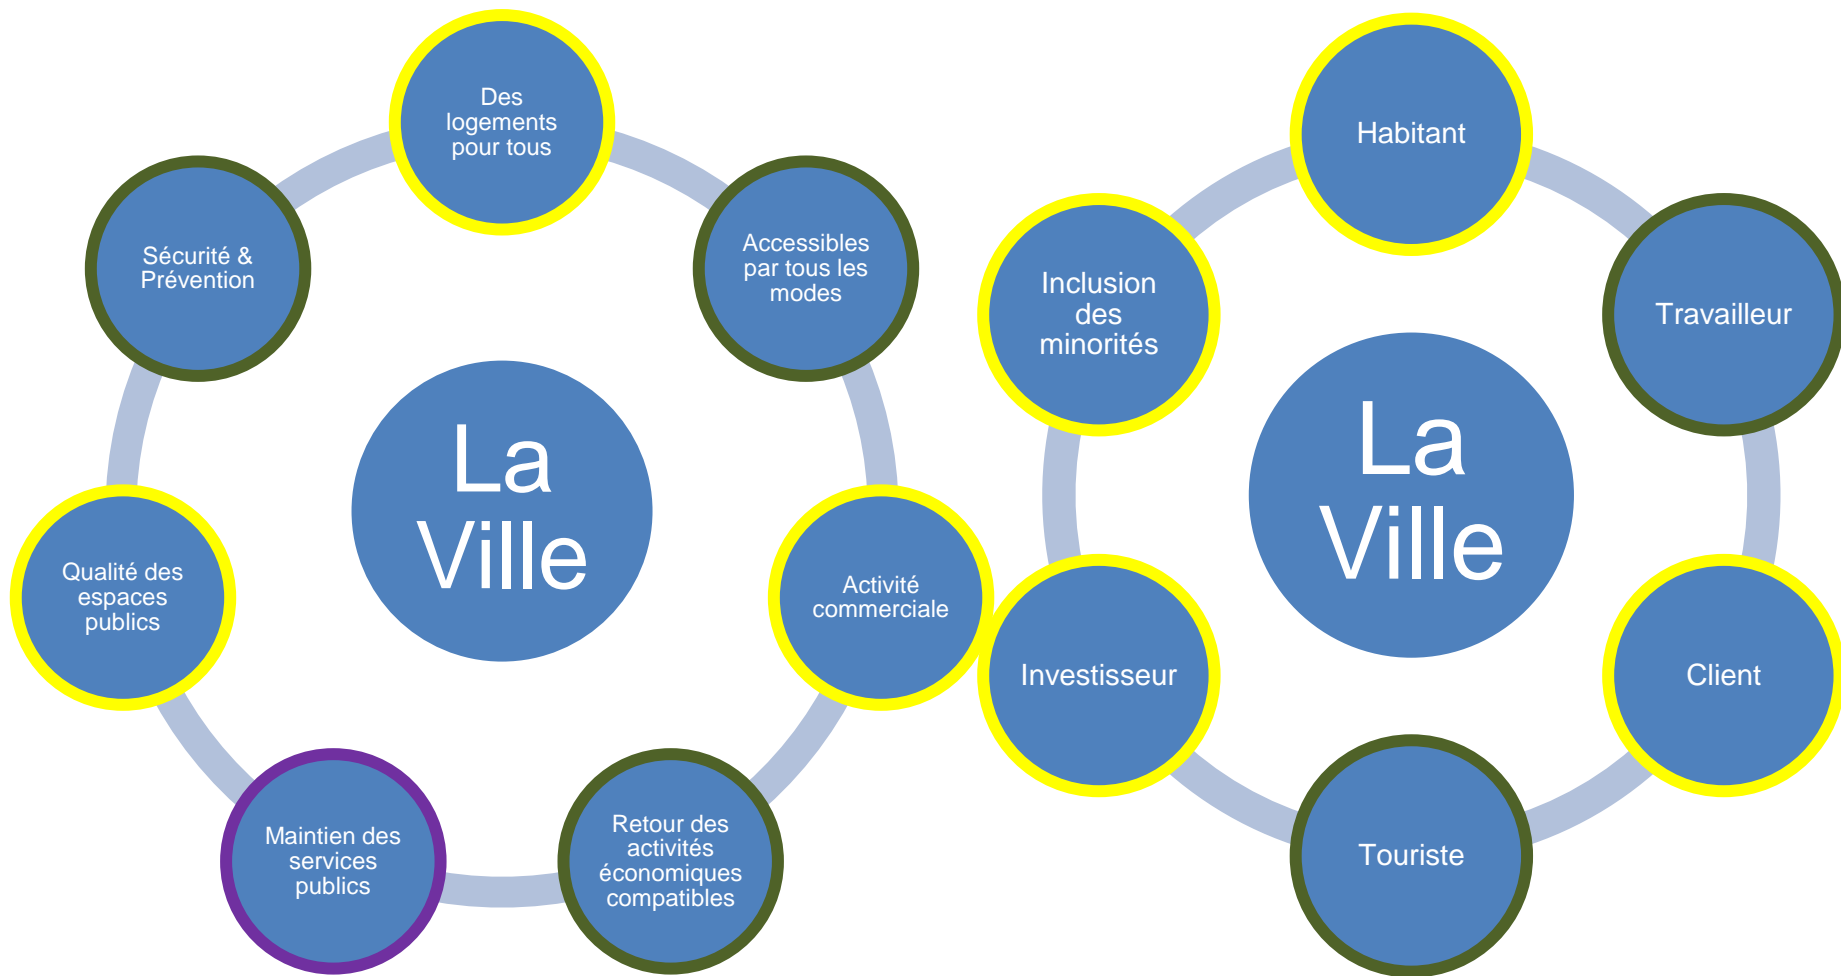 Des
logements
pour tous
Accessibles
par tous les
modes
Activité
commerciale
Retour des
activités
économiques
compatibles
Maintien des
services
publics
Qualité des
espaces
publics
Sécurité &
Prévention
La
Ville
Habitant
Travailleur
Client
Touriste
Investisseur
Inclusion
des
minorités
La
Ville